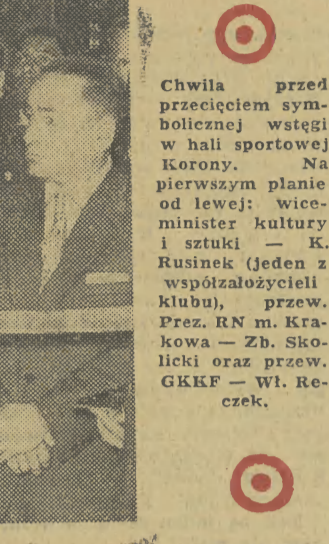 Chwila przed
przecięciem sym-
bolicznej wstęgi
w hali sportowej
Korony. Na
pierwszym planie
od lewej: wice-
minister kultury
i sztuki — K.
Rusinek (jeden z
współzałożycieli
klubu), przew.
Prez. RN m. Kra-
kowa — Zb. Sko-
licki oraz przew.
GKKF — Wł. Re-
czek.